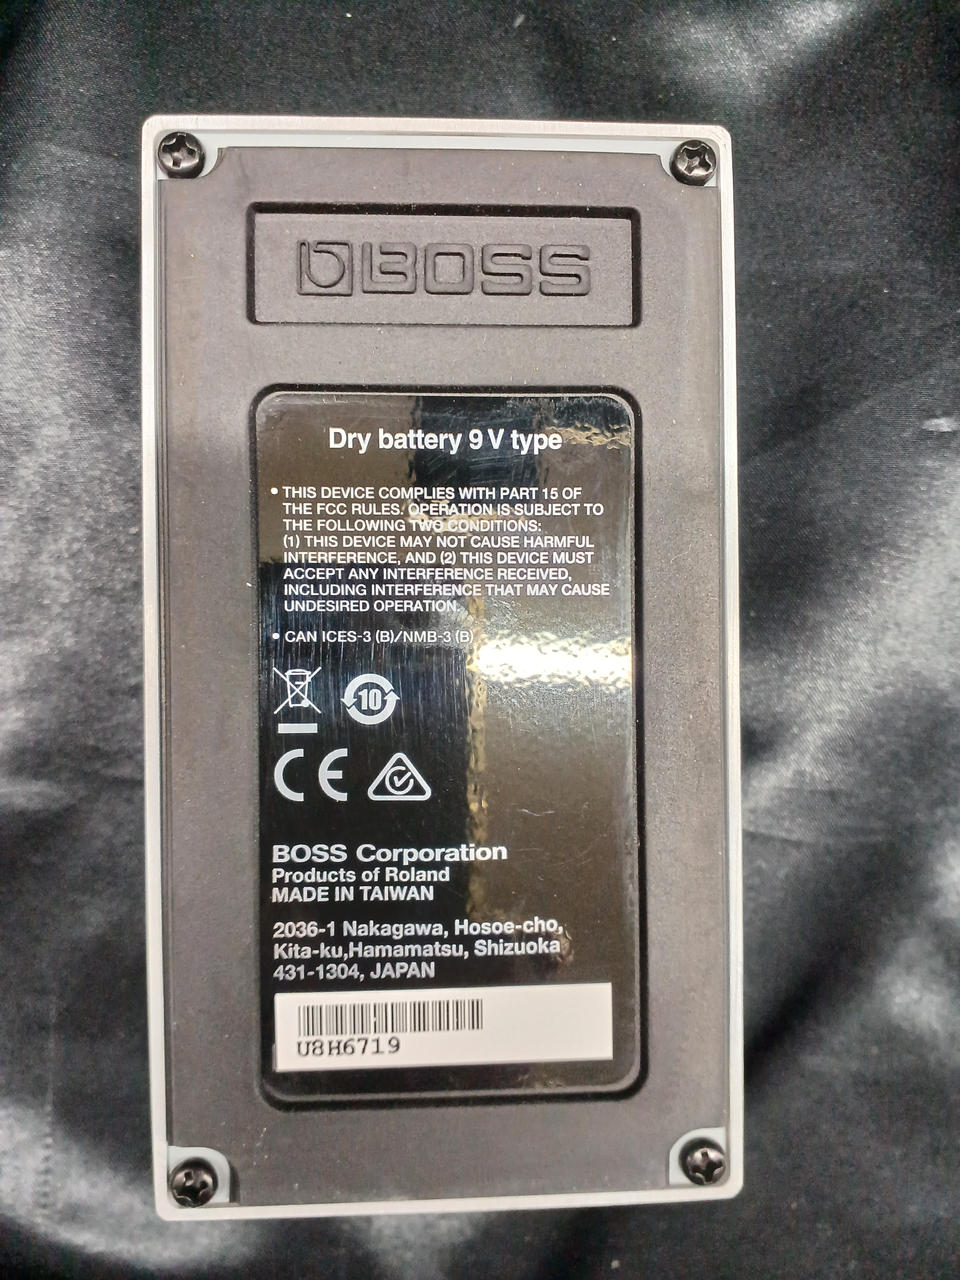 BOSS
Dry battery 9 V type
• THIS DEVICE COMPLIES WITH PART 15 OF
THE FCC RULES. OPERATION IS SUBJECT TO
THE FOLLOWING TWO CONDITIONS:
(1) THIS DEVICE MAY NOT CAUSE HARMFUL
INTERFERENCE, AND (2) THIS DEVICE MUST
ACCEPT ANY INTERFERENCE RECEIVED,
INCLUDING INTERFERENCE THAT MAY CAUSE
UNDESIRED OPERATION.
• CAN ICES-3 (B)/NMB-3 (B)
10
CE
BOSS Corporation
Products of Roland
MADE IN TAIWAN
2036-1 Nakagawa, Hosoe-cho,
Kita-ku,Hamamatsu, Shizuoka
431-1304, JAPAN
U8H6719